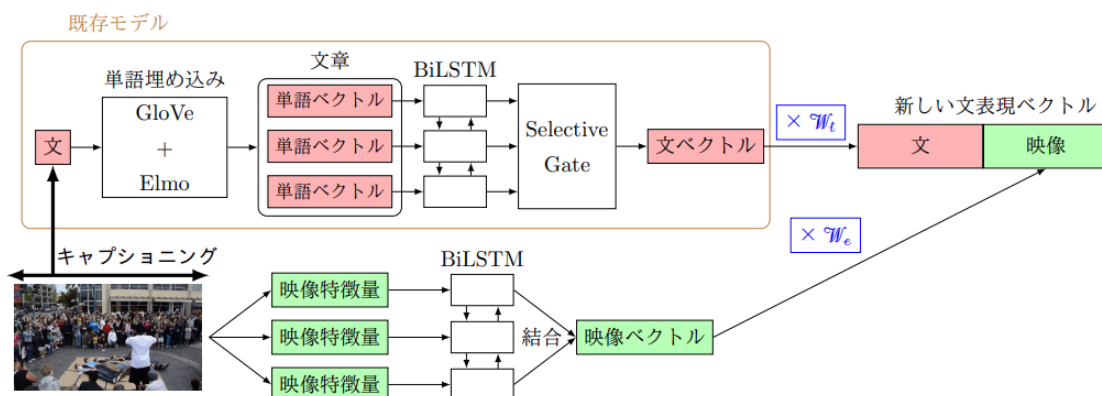 既存モデル
文
単語埋め込み
GloVe
+
Elmo
文章
単語ベクトル
単語ベクトル
単語ベクトル
BiLSTM
Selective
Gate
文ベクトル
× 𝒲t
新しい文表現ベクトル
文
映像
キャプショニング
映像特徴量
映像特徴量
映像特徴量
BiLSTM
結合
映像ベクトル
× 𝒲e